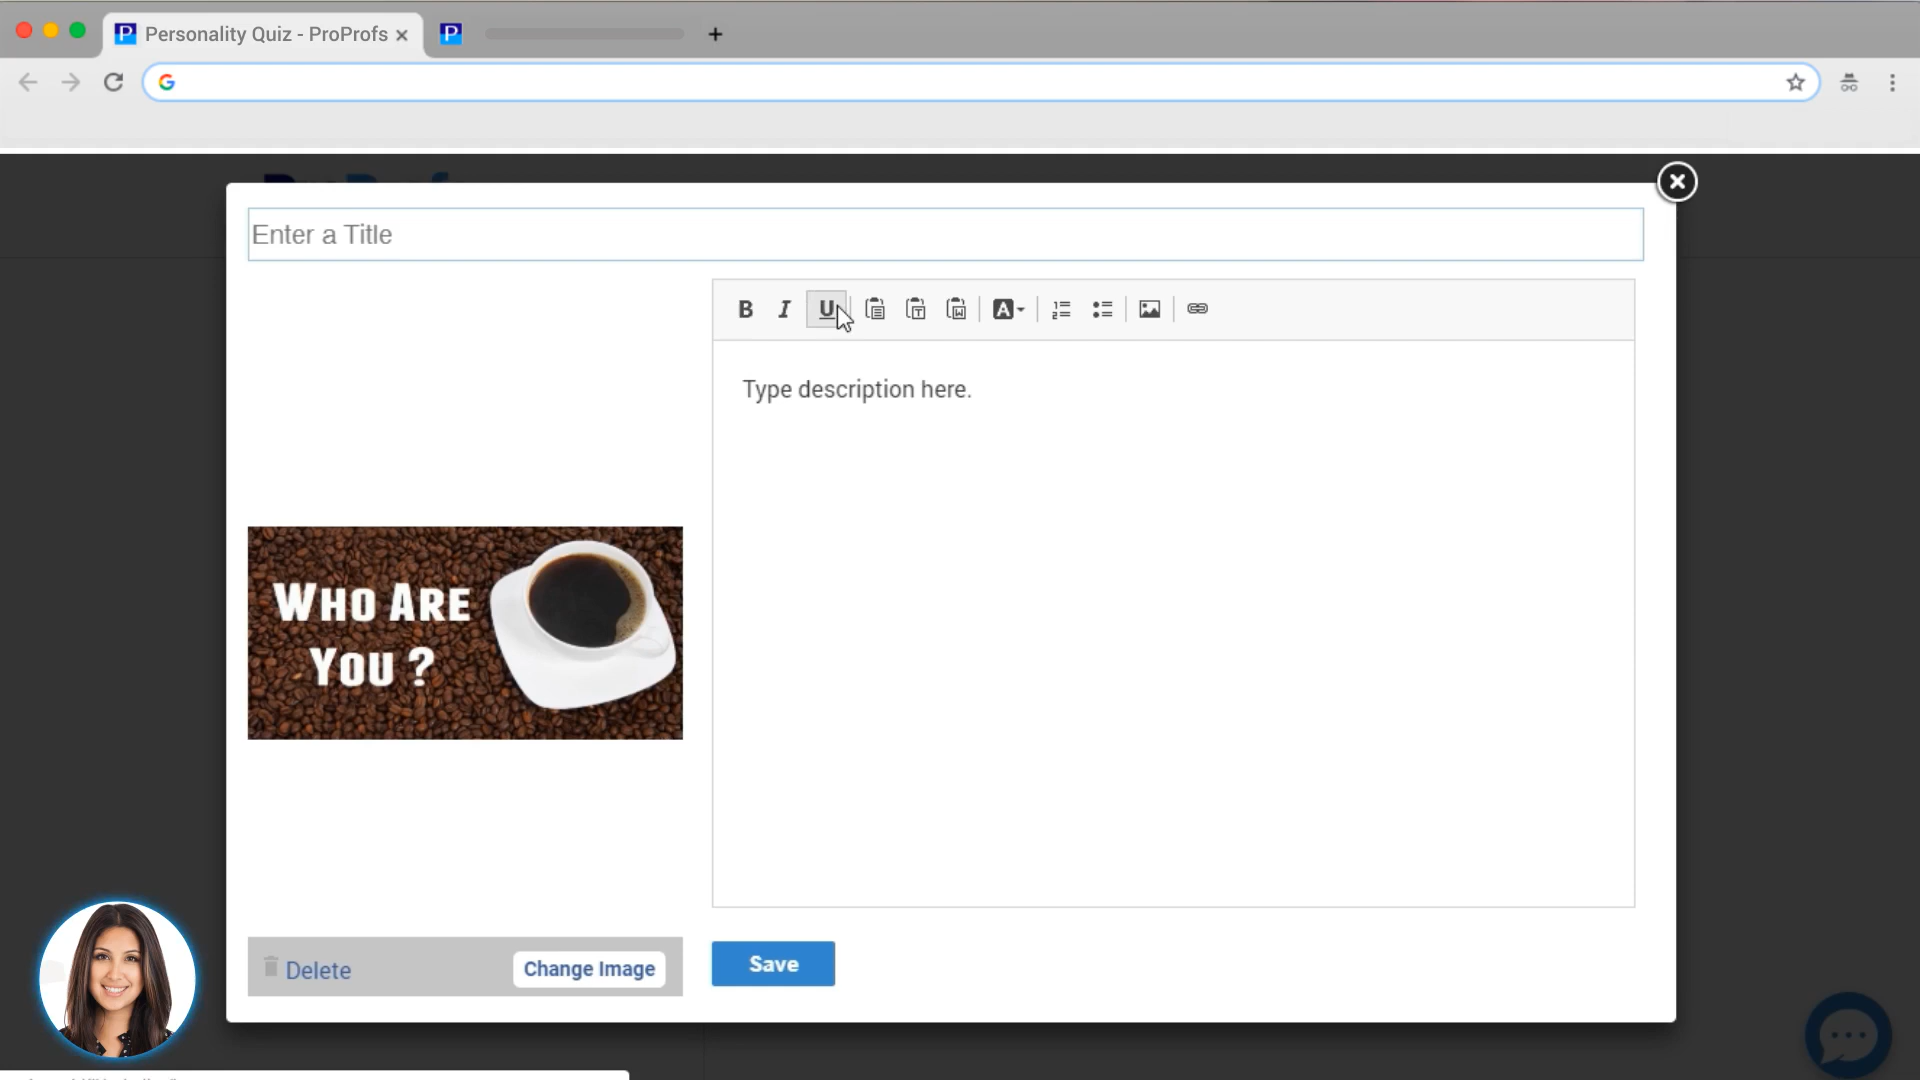 Personality Quiz - ProProfs
Enter a Title
B I U A
Type description here.
WHO ARE
YOU ?
Delete
Change Image
Save